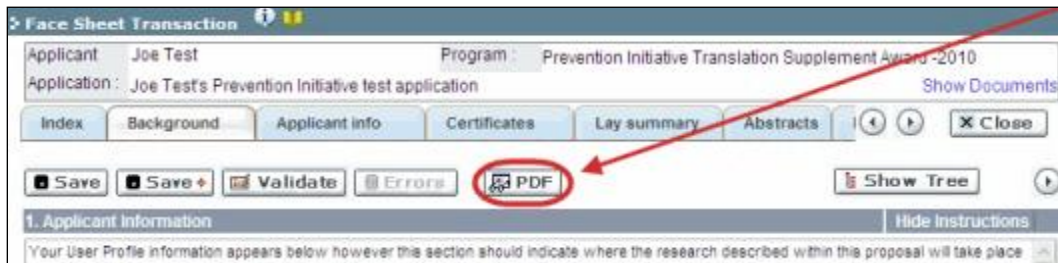 Face Sheet Transaction
Applicant Joe Test Program : Prevention Initiative Translation Supplement Award -2010
Application : Joe Test's Prevention Initiative test application Show Documents
Index Background Applicant info Certificates Lay summary Abstracts X Close
Save Save Validate Errors PDF Show Tree
1. Applicant Information Hide Instructions
Your User Profile information appears below however this section should indicate where the research described within this proposal will take place